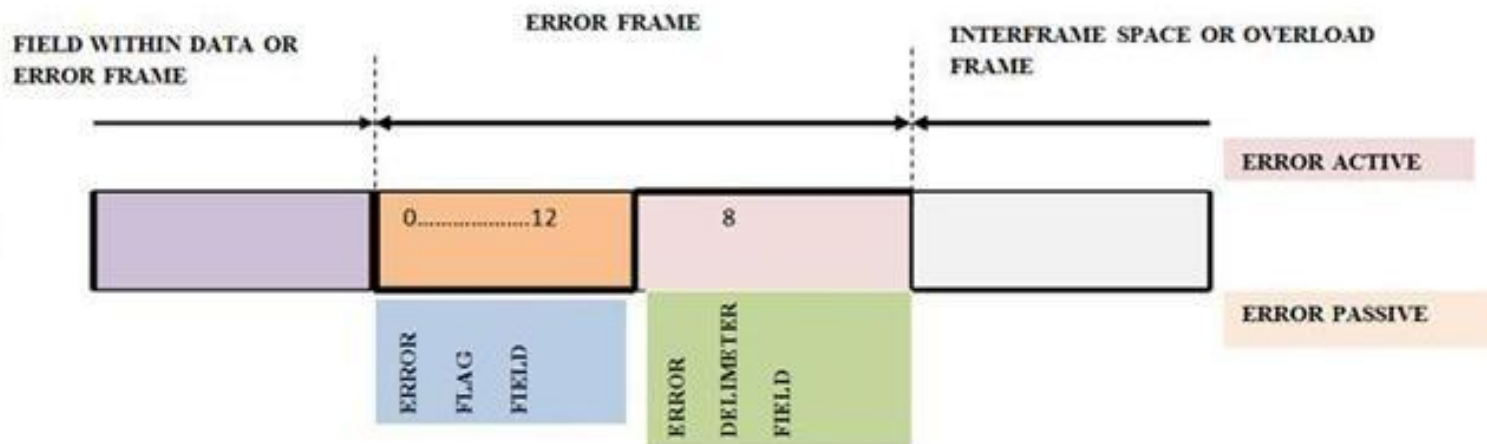 ERROR FRAME
FIELD WITHIN DATA OR
ERROR FRAME
INTERFRAME SPACE OR OVERLOAD
FRAME
ERROR ACTIVE
0....................12
8
ERROR PASSIVE
ERROR
FLAG
FIELD
ERROR
DELIMETER
FIELD